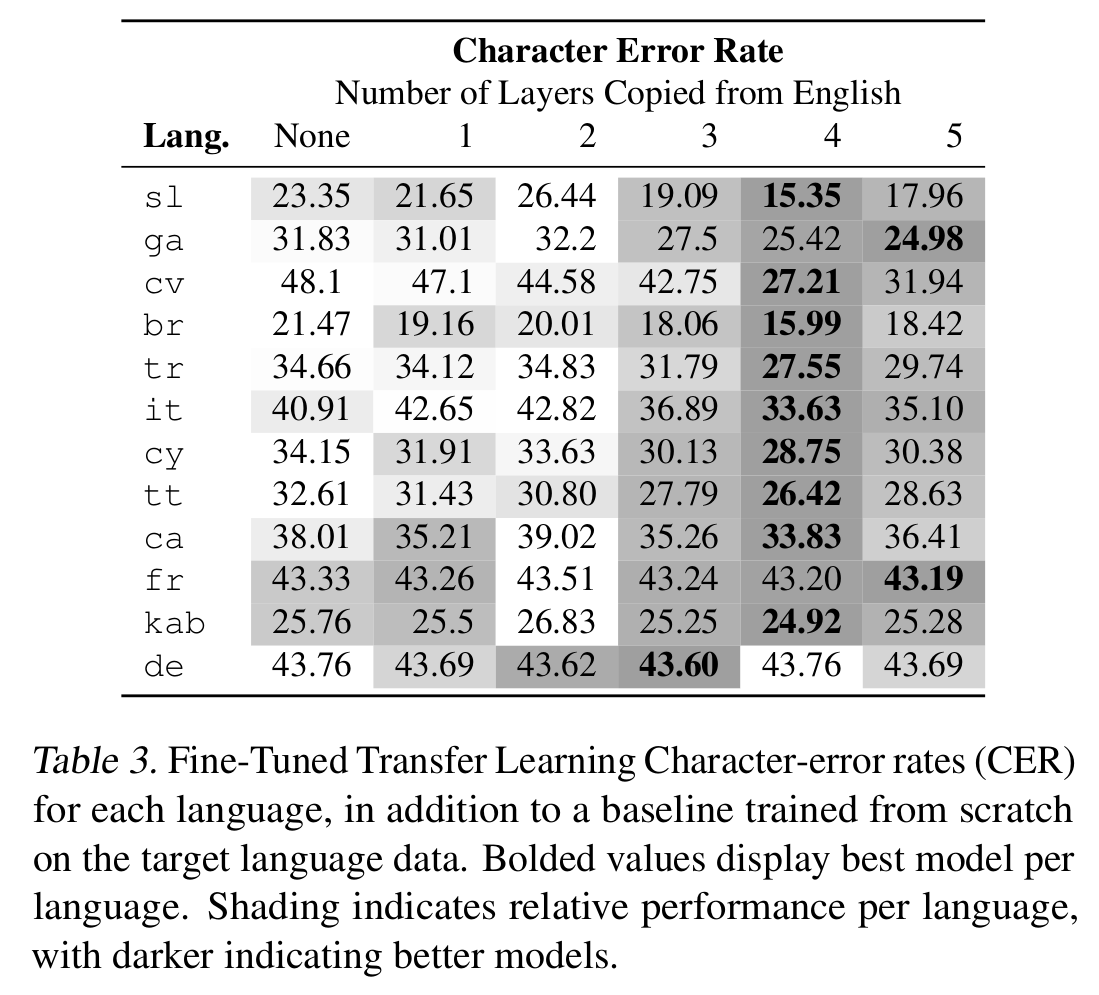 Character Error Rate
Number of Layers Copied from English
Lang. None 1 2 3 4 5
sl 23.35 21.65 26.44 19.09 15.35 17.96
ga 31.83 31.01 32.2 27.5 25.42 24.98
cv 48.1 47.1 44.58 42.75 27.21 31.94
br 21.47 19.16 20.01 18.06 15.99 18.42
tr 34.66 34.12 34.83 31.79 27.55 29.74
it 40.91 42.65 42.82 36.89 33.63 35.10
cy 34.15 31.91 33.63 30.13 28.75 30.38
tt 32.61 31.43 30.80 27.79 26.42 28.63
ca 38.01 35.21 39.02 35.26 33.83 36.41
fr 43.33 43.26 43.51 43.24 43.20 43.19
kab 25.76 25.5 26.83 25.25 24.92 25.28
de 43.76 43.69 43.62 43.60 43.76 43.69
Table 3. Fine-Tuned Transfer Learning Character-error rates (CER)
for each language, in addition to a baseline trained from scratch
on the target language data. Bolded values display best model per
language. Shading indicates relative performance per language,
with darker indicating better models.